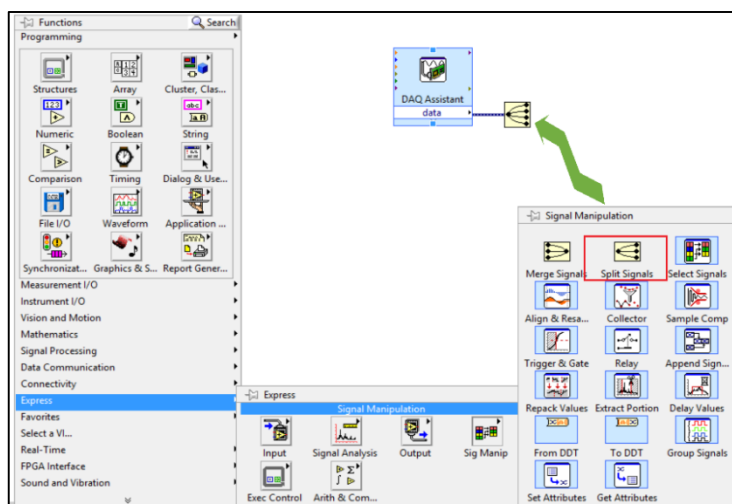 Functions
Search
Programming
Structures
Array
Cluster, Clas...
Numeric
Boolean
String
Comparison
Timing
Dialog & Use...
File I/O
Waveform
Application ...
Synchronizat...
Graphics & S...
Report Gener...
Measurement I/O
Instrument I/O
Vision and Motion
Mathematics
Signal Processing
Data Communication
Connectivity
Express
Favorites
Select a VI...
Real-Time
FPGA Interface
Sound and Vibration
DAQ Assistant
data
Express
Signal Manipulation
Input
Signal Analysis
Output
Sig Manip
Exec Control
Arith & Com...
Signal Manipulation
Merge Signals
Split Signals
Select Signals
Align & Resa...
Collector
Sample Comp
Trigger & Gate
Relay
Append Sign...
Repack Values
Extract Portion
Delay Values
From DDT
To DDT
Group Signals
Set Attributes
Get Attributes